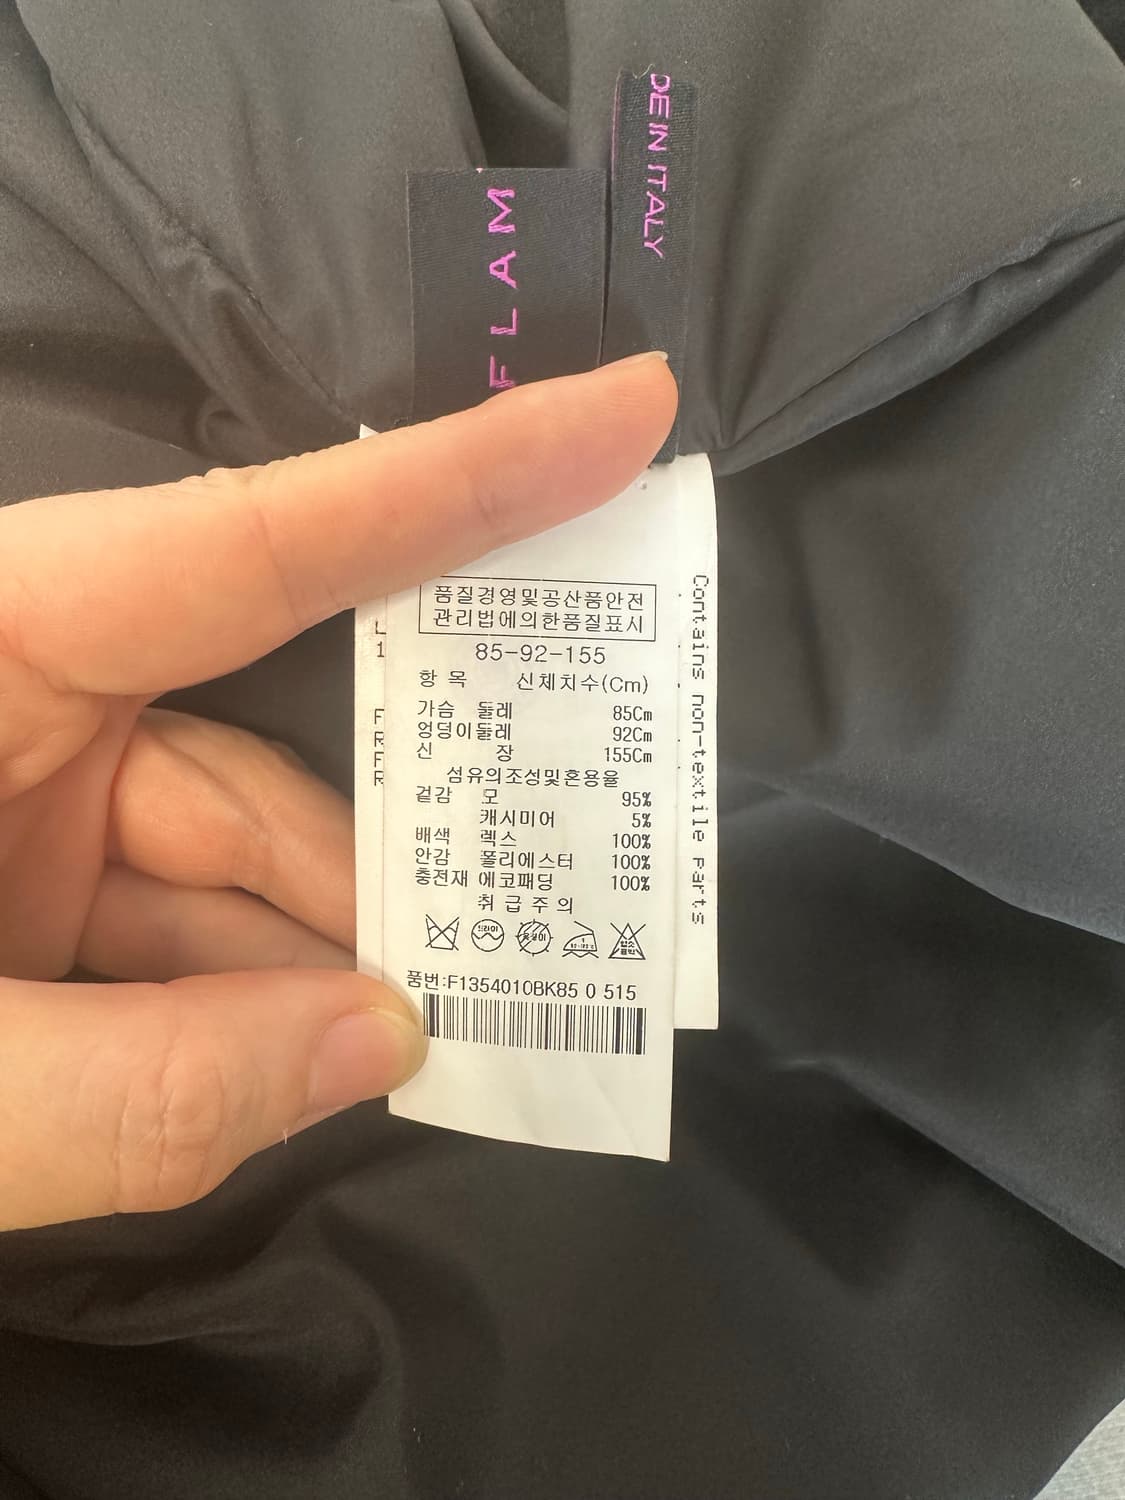 DE IN ITALY
FLAM
품질경영및공산품안전
관리법에의한품질표시
85-92-155
항 목 신체치수(Cm)
가슴 둘레 85Cm
엉덩이둘레 92Cm
신 장 155Cm
섬유의조성및혼용율
겉감 모 95%
캐시미어 5%
배색 렉스 100%
안감 폴리에스터 100%
충전재 에코패딩 100%
취 급 주 의
드라이
품번:F1354010BK85 0 515
Contains non-textile parts
L
1
F
R
F
R